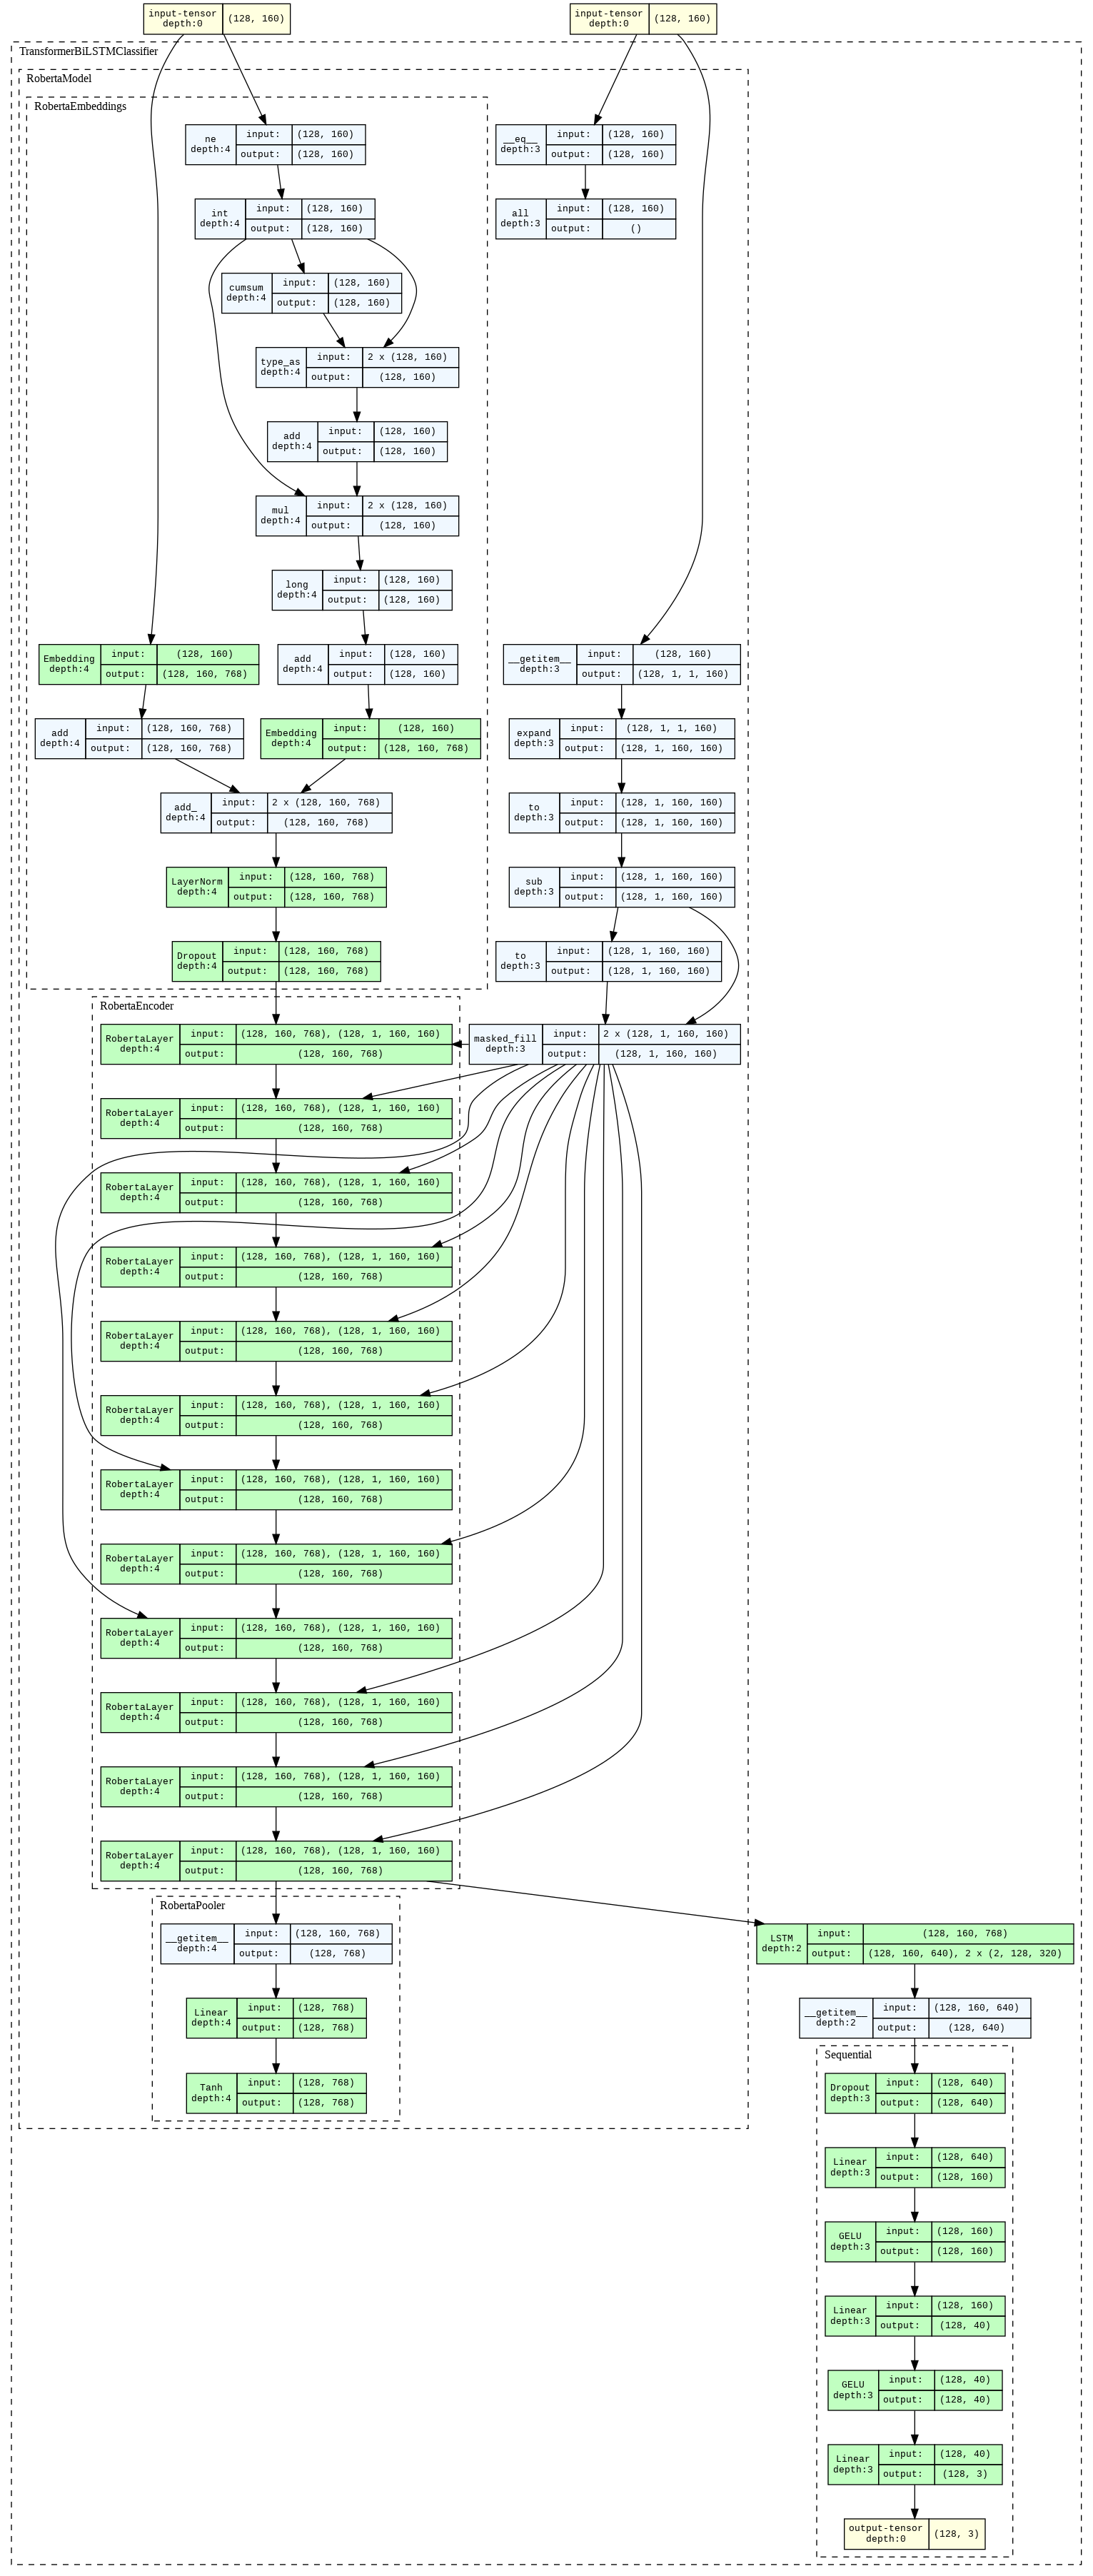 input-tensor
depth:0
(128, 160)
input-tensor
depth:0
(128, 160)
TransformerBiLSTMClassifier
RobertaModel
RobertaEmbeddings
ne
depth:4
input:
(128, 160)
output:
(128, 160)
__eq__
depth:3
input:
(128, 160)
output:
(128, 160)
int
depth:4
input:
(128, 160)
output:
(128, 160)
all
depth:3
input:
(128, 160)
output:
()
cumsum
depth:4
input:
(128, 160)
output:
(128, 160)
type_as
depth:4
input:
2 x (128, 160)
output:
(128, 160)
add
depth:4
input:
(128, 160)
output:
(128, 160)
mul
depth:4
input:
2 x (128, 160)
output:
(128, 160)
long
depth:4
input:
(128, 160)
output:
(128, 160)
Embedding
depth:4
input:
(128, 160)
output:
(128, 160, 768)
add
depth:4
input:
(128, 160)
output:
(128, 160)
__getitem__
depth:3
input:
(128, 160)
output:
(128, 1, 1, 160)
add
depth:4
input:
(128, 160, 768)
output:
(128, 160, 768)
Embedding
depth:4
input:
(128, 160)
output:
(128, 160, 768)
expand
depth:3
input:
(128, 1, 1, 160)
output:
(128, 1, 160, 160)
add_
depth:4
input:
2 x (128, 160, 768)
output:
(128, 160, 768)
to
depth:3
input:
(128, 1, 160, 160)
output:
(128, 1, 160, 160)
LayerNorm
depth:4
input:
(128, 160, 768)
output:
(128, 160, 768)
sub
depth:3
input:
(128, 1, 160, 160)
output:
(128, 1, 160, 160)
Dropout
depth:4
input:
(128, 160, 768)
output:
(128, 160, 768)
to
depth:3
input:
(128, 1, 160, 160)
output:
(128, 1, 160, 160)
RobertaEncoder
RobertaLayer
depth:4
input:
(128, 160, 768), (128, 1, 160, 160)
output:
(128, 160, 768)
masked_fill
depth:3
input:
2 x (128, 1, 160, 160)
output:
(128, 1, 160, 160)
RobertaLayer
depth:4
input:
(128, 160, 768), (128, 1, 160, 160)
output:
(128, 160, 768)
RobertaLayer
depth:4
input:
(128, 160, 768), (128, 1, 160, 160)
output:
(128, 160, 768)
RobertaLayer
depth:4
input:
(128, 160, 768), (128, 1, 160, 160)
output:
(128, 160, 768)
RobertaLayer
depth:4
input:
(128, 160, 768), (128, 1, 160, 160)
output:
(128, 160, 768)
RobertaLayer
depth:4
input:
(128, 160, 768), (128, 1, 160, 160)
output:
(128, 160, 768)
RobertaLayer
depth:4
input:
(128, 160, 768), (128, 1, 160, 160)
output:
(128, 160, 768)
RobertaLayer
depth:4
input:
(128, 160, 768), (128, 1, 160, 160)
output:
(128, 160, 768)
RobertaLayer
depth:4
input:
(128, 160, 768), (128, 1, 160, 160)
output:
(128, 160, 768)
RobertaLayer
depth:4
input:
(128, 160, 768), (128, 1, 160, 160)
output:
(128, 160, 768)
RobertaLayer
depth:4
input:
(128, 160, 768), (128, 1, 160, 160)
output:
(128, 160, 768)
RobertaLayer
depth:4
input:
(128, 160, 768), (128, 1, 160, 160)
output:
(128, 160, 768)
RobertaPooler
__getitem__
depth:4
input:
(128, 160, 768)
output:
(128, 768)
LSTM
depth:2
input:
(128, 160, 768)
output:
(128, 160, 640), 2 x (2, 128, 320)
Linear
depth:4
input:
(128, 768)
output:
(128, 768)
__getitem__
depth:2
input:
(128, 160, 640)
output:
(128, 640)
Sequential
Tanh
depth:4
input:
(128, 768)
output:
(128, 768)
Dropout
depth:3
input:
(128, 640)
output:
(128, 640)
Linear
depth:3
input:
(128, 640)
output:
(128, 160)
GELU
depth:3
input:
(128, 160)
output:
(128, 160)
Linear
depth:3
input:
(128, 160)
output:
(128, 40)
GELU
depth:3
input:
(128, 40)
output:
(128, 40)
Linear
depth:3
input:
(128, 40)
output:
(128, 3)
output-tensor
depth:0
(128, 3)